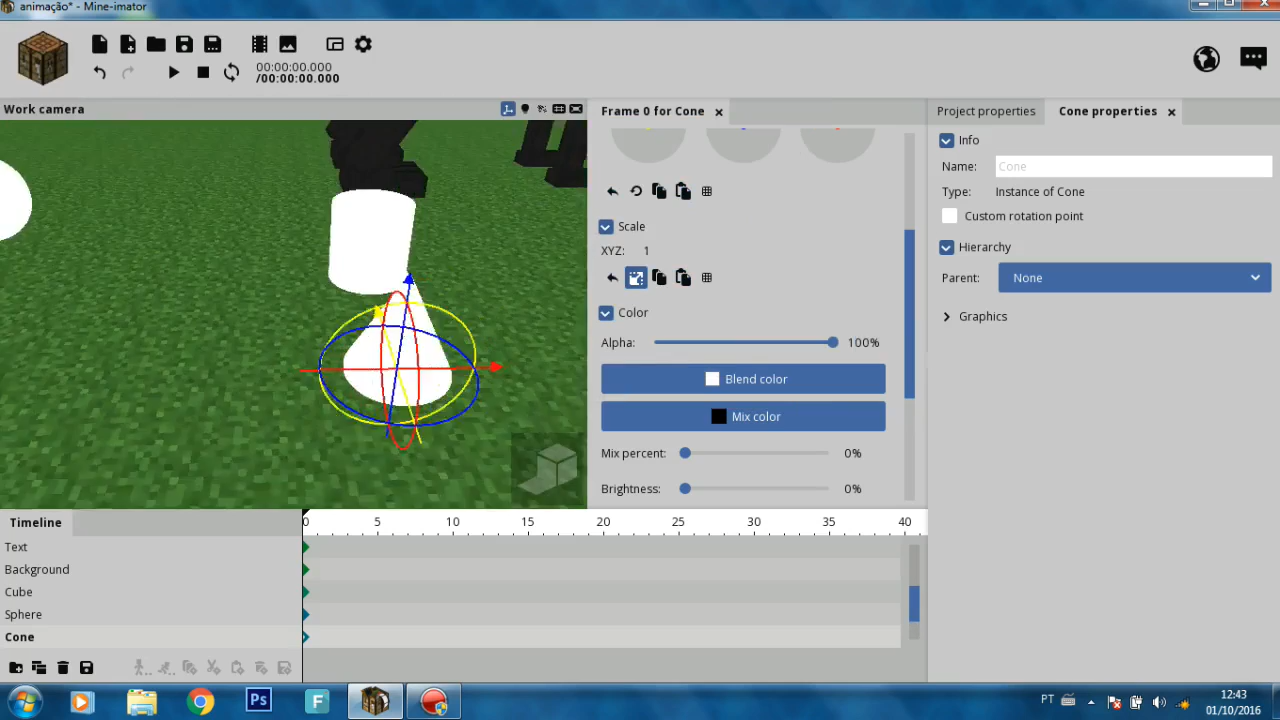 animação* - Mine-imator
00:00:00.000
/00:00:00.000
Work camera
Frame 0 for Cone
Project properties
Cone properties
Info
Name: Cone
Type: Instance of Cone
Custom rotation point
Hierarchy
Parent: None
Graphics
Scale
XYZ: 1
Color
Alpha: 100%
Blend color
Mix color
Mix percent: 0%
Brightness: 0%
Timeline
0 5 10 15 20 25 30 35 40
Text
Background
Cube
Sphere
Cone
Ps
F
PT
12:43
01/10/2016